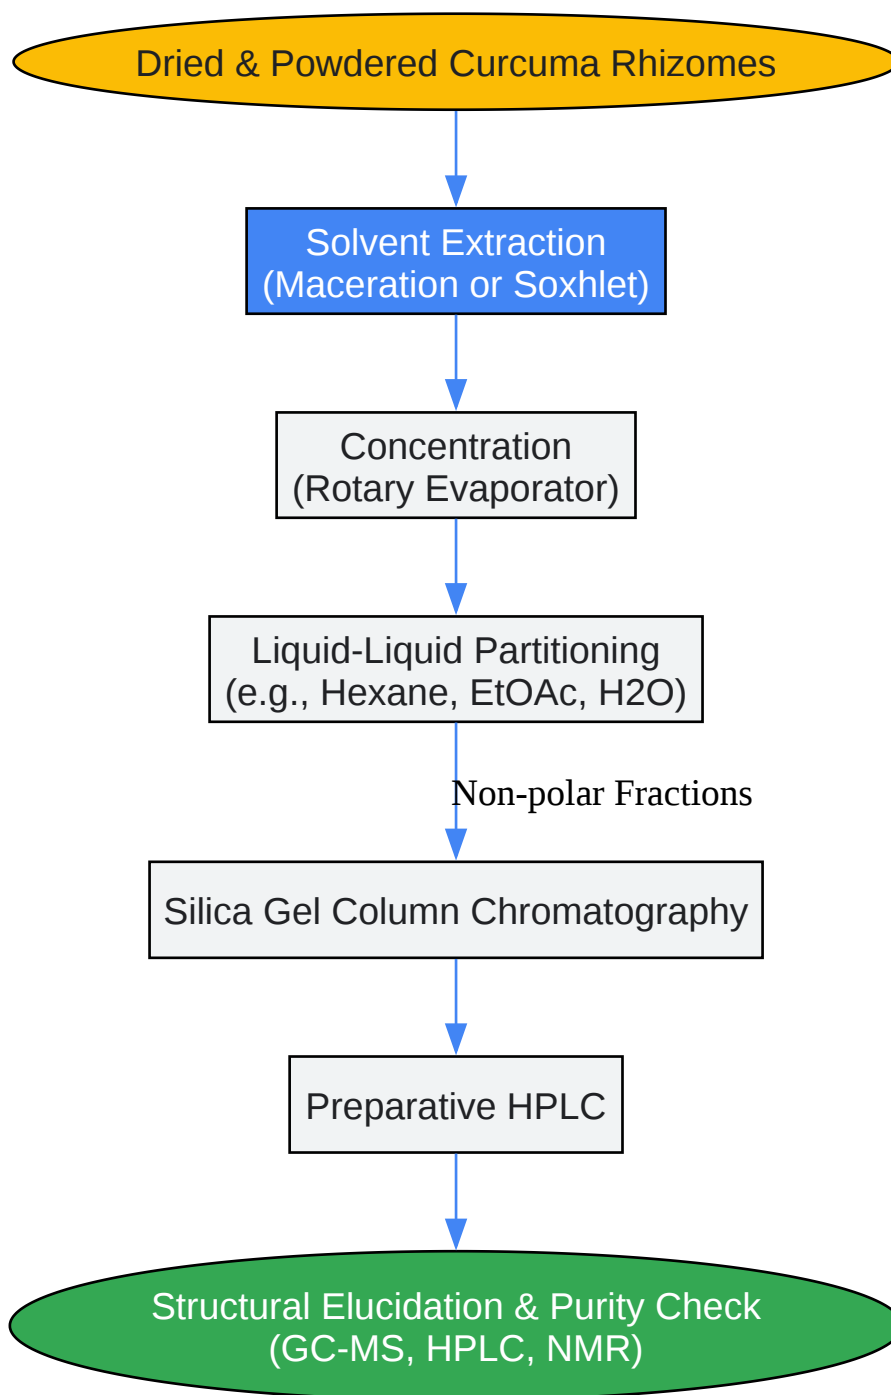 Dried & Powdered Curcuma Rhizomes
Solvent Extraction
(Maceration or Soxhlet)
Concentration
(Rotary Evaporator)
Liquid-Liquid Partitioning
(e.g., Hexane, EtOAc, H2O)
Non-polar Fractions
Silica Gel Column Chromatography
Preparative HPLC
Structural Elucidation & Purity Check
(GC-MS, HPLC, NMR)